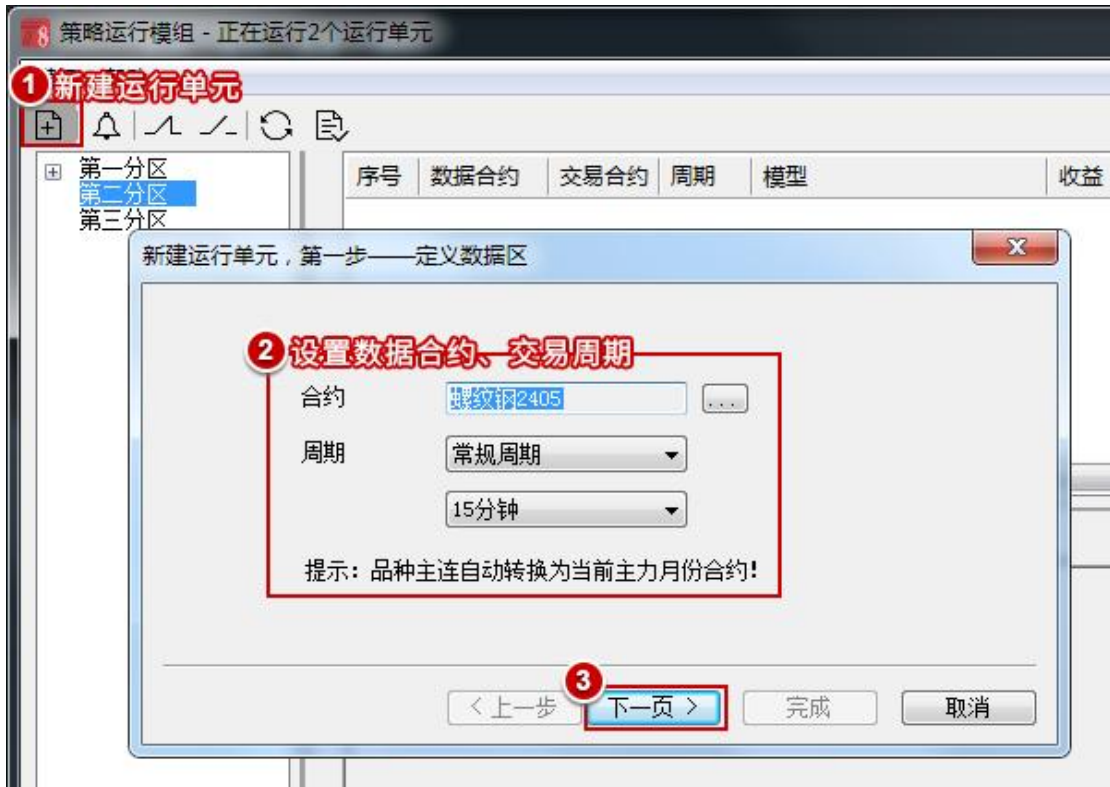 8 策略运行模组 - 正在运行2个运行单元
1 新建运行单元
第一分区
第二分区
第三分区
序号 数据合约 交易合约 周期 模型 收益
新建运行单元，第一步——定义数据区
2 设置数据合约、交易周期
合约 螺纹钢2405 ...
周期 常规周期
15分钟
提示: 品种主连自动转换为当前主力月份合约!
3
< 上一步 下一页 > 完成 取消